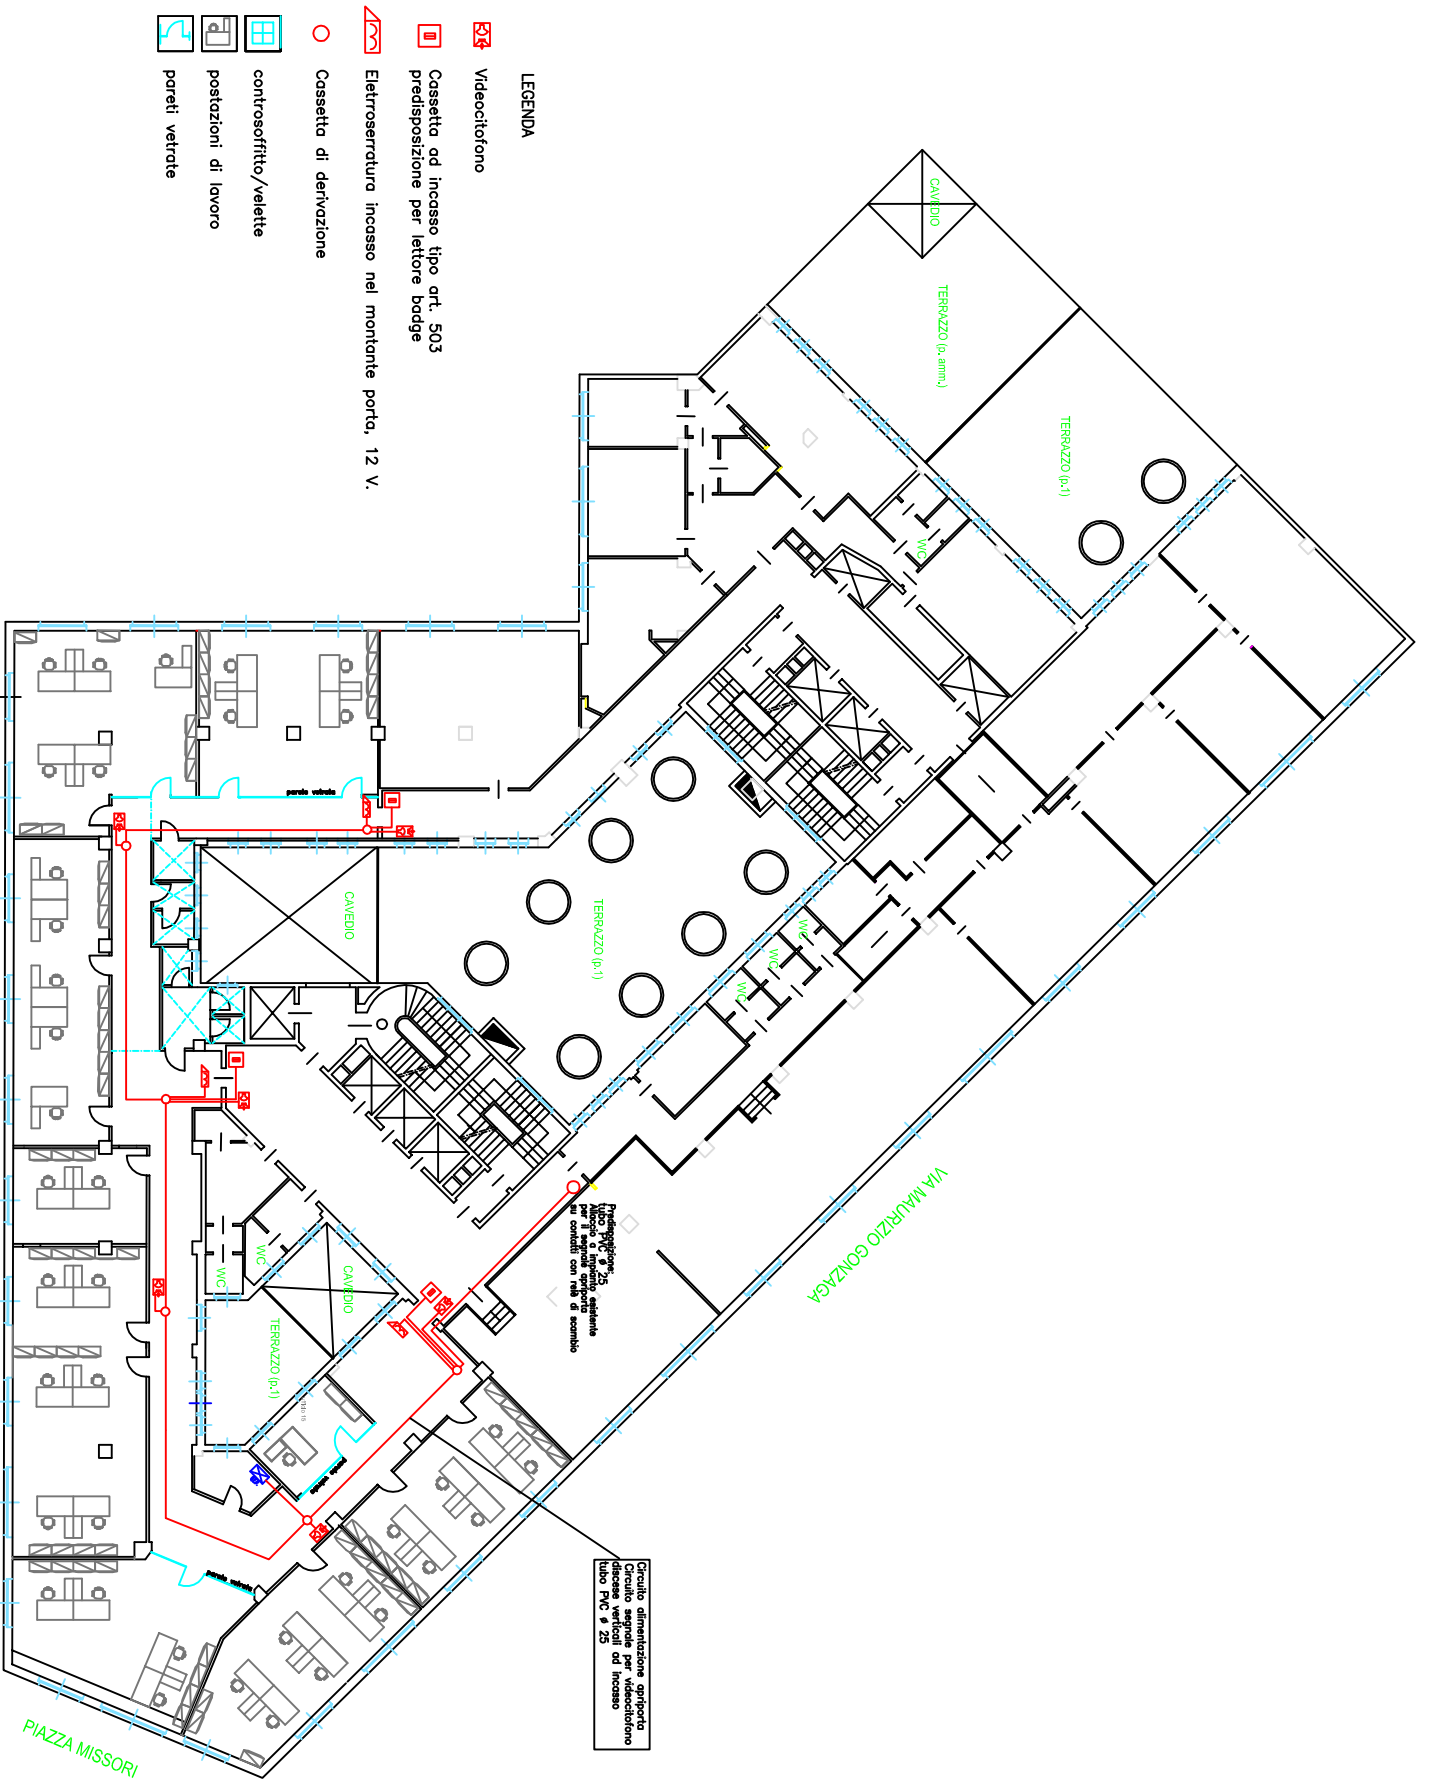 LEGENDA
Videocitofono
Cassetta ad incasso tipo art. 503
predisposizione per lettore badge
Eletrroserratura incasso nel montante porta, 12 V.
Cassetta di derivazione
controsoffitto/velette
postazioni di lavoro
pareti vetrate
CAVEDIO
TERRAZZO (p. amm.)
TERRAZZO (p.1)
WC
parete vetrata
CAVEDIO
TERRAZZO (p.1)
WC
WC
WC
VIA MAURIZIO GONZAGA
Predisposizione:
tubo PVC ø 25
Allaccio a impianto esistente
per il segnale apriporta
su contatti con relè di scambio
WC
WC
CAVEDIO
TERRAZZO (p.1)
parete vetrata
parete vetrata
Circuito alimentazione apriporta
Circuito segnale per videocitofono
discese verticali ad incasso
tubo PVC ø 25
PIAZZA MISSORI